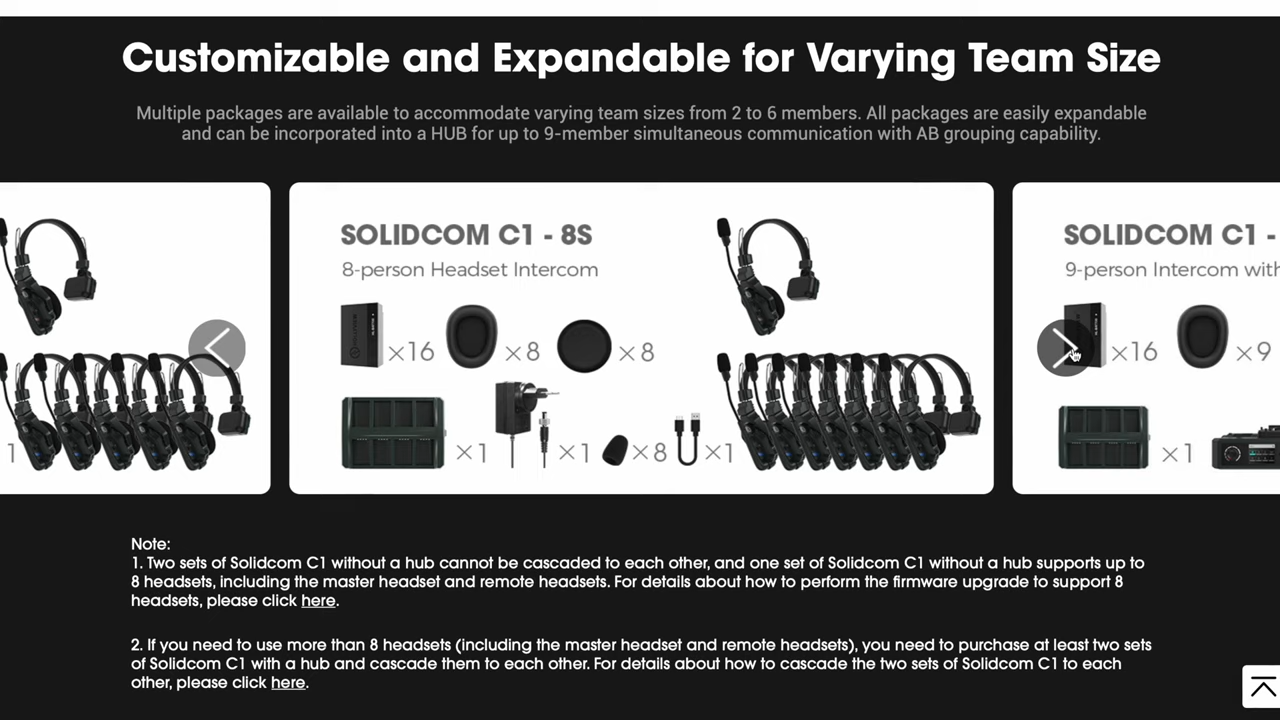 Customizable and Expandable for Varying Team Size
Multiple packages are available to accommodate varying team sizes from 2 to 6 members. All packages are easily expandable
and can be incorporated into a HUB for up to 9-member simultaneous communication with AB grouping capability.
SOLIDCOM C1 - 8S
8-person Headset Intercom
×16
×8
×8
×1
×1
×8
×1
1
SOLIDCOM C1 -
9-person Intercom with
×16
×9
×1
Note:
1. Two sets of Solidcom C1 without a hub cannot be cascaded to each other, and one set of Solidcom C1 without a hub supports up to
8 headsets, including the master headset and remote headsets. For details about how to perform the firmware upgrade to support 8
headsets, please click here.
2. If you need to use more than 8 headsets (including the master headset and remote headsets), you need to purchase at least two sets
of Solidcom C1 with a hub and cascade them to each other. For details about how to cascade the two sets of Solidcom C1 to each
other, please click here.